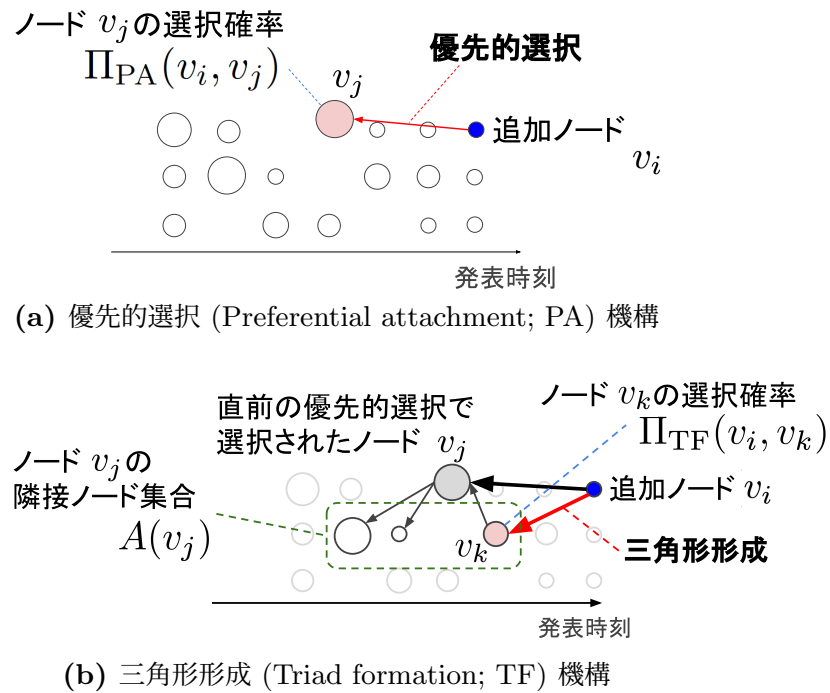 ノード v_j の選択確率
Π_PA(v_i, v_j)
優先的選択
v_j
追加ノード
v_i
発表時刻
(a) 優先的選択 (Preferential attachment; PA) 機構
ノード v_k の選択確率
Π_TF(v_i, v_k)
直前の優先的選択で
選択されたノード v_j
ノード v_j の
隣接ノード集合
A(v_j)
追加ノード v_i
v_k
三角形形成
発表時刻
(b) 三角形形成 (Triad formation; TF) 機構